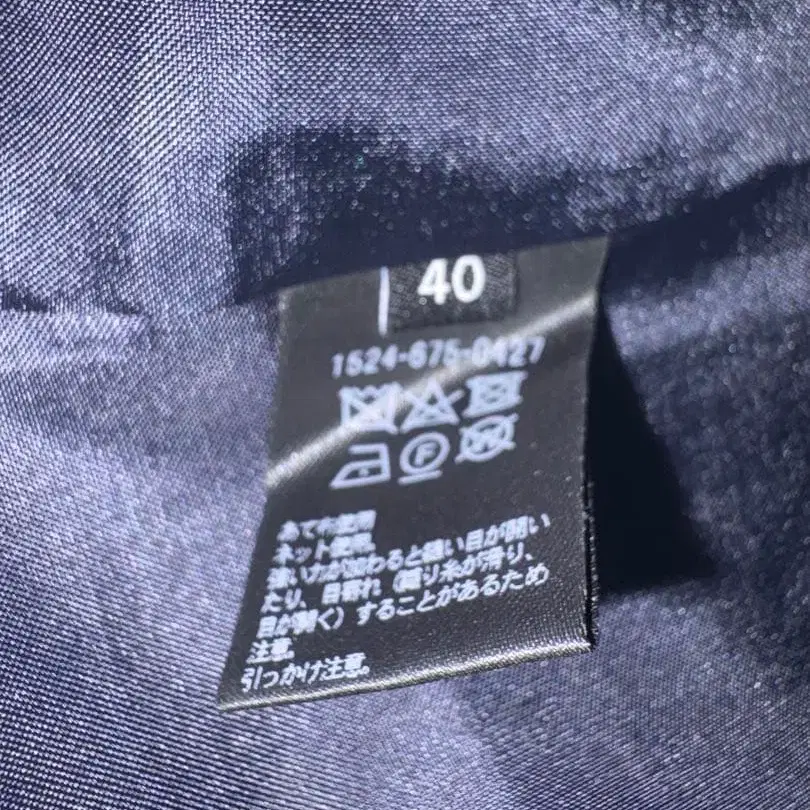 40
1524-675-0427
F
W
あて布使用
ネット使用。
強い力が加わると縫い目が開い
たり、目寄れ（織り糸が滑り、
目が開く）することがあるため
注意。
引っかけ注意。